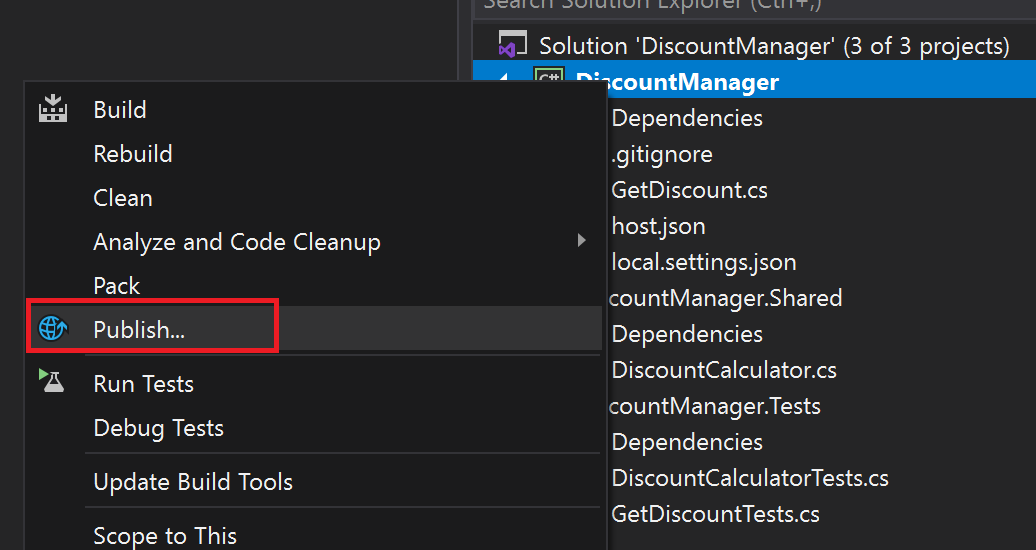 Search Solution Explorer (Ctrl+;)
Solution 'DiscountManager' (3 of 3 projects)
C# DiscountManager
Dependencies
.gitignore
GetDiscount.cs
host.json
local.settings.json
countManager.Shared
Dependencies
DiscountCalculator.cs
countManager.Tests
Dependencies
DiscountCalculatorTests.cs
GetDiscountTests.cs
Build
Rebuild
Clean
Analyze and Code Cleanup
Pack
Publish...
Run Tests
Debug Tests
Update Build Tools
Scope to This